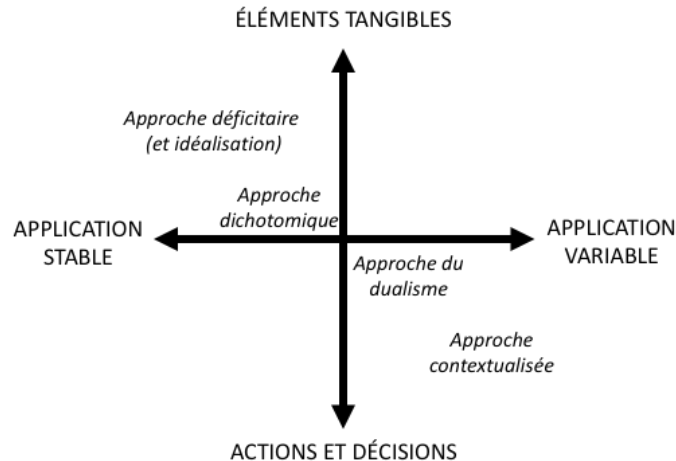 ÉLÉMENTS TANGIBLES
Approche déficitaire
(et idéalisation)
Approche
dichotomique
APPLICATION
STABLE
APPLICATION
VARIABLE
Approche du
dualisme
Approche
contextualisée
ACTIONS ET DÉCISIONS